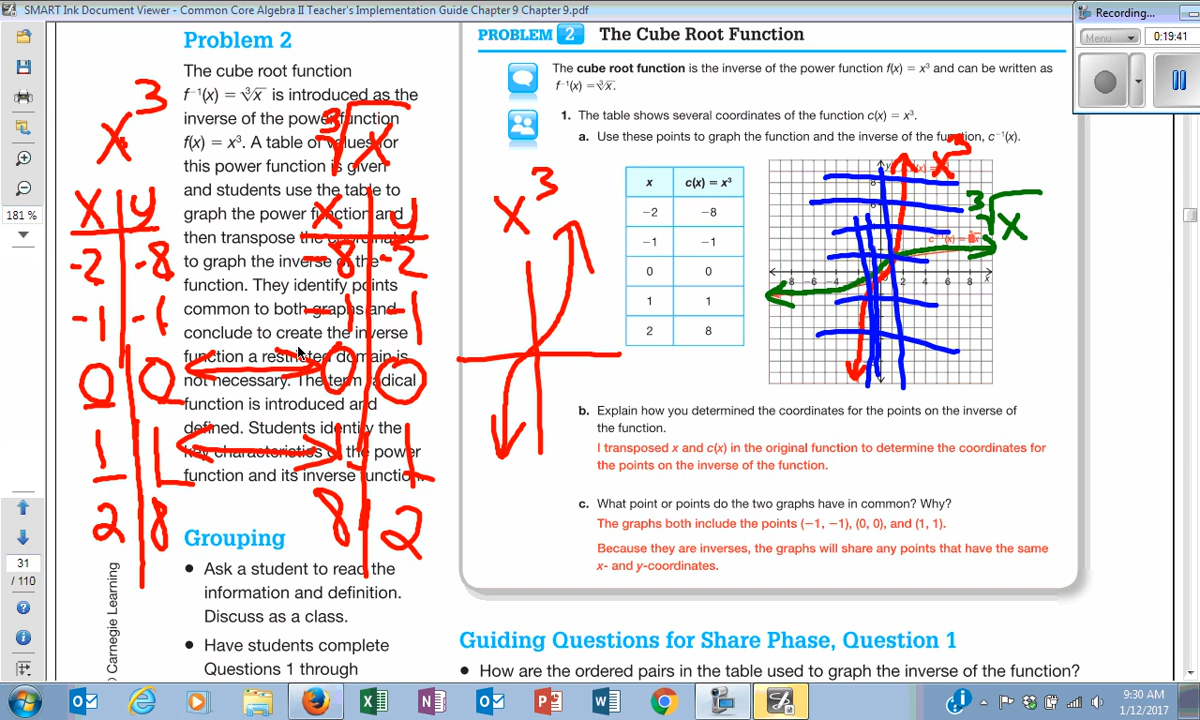 SMART Ink Document Viewer - Common Core Algebra II Teacher's Implementation Guide Chapter 9 Chapter 9.pdf
Recording...
Menu
0:19:41
181 %
31
/ 110
Problem 2
The cube root function
f⁻¹(x) = ∛x is introduced as the
inverse of the power function
f(x) = x³. A table of values for
this power function is given
and students use the table to
graph the power function and
then transpose the coordinates
to graph the inverse of the
function. They identify points
common to both graphs and
conclude to create the inverse
function a restricted domain is
not necessary. The term radical
function is introduced and
defined. Students identify the
key characteristics of the power
function and its inverse function.
Grouping
• Ask a student to read the
information and definition.
Discuss as a class.
• Have students complete
Questions 1 through
© Carnegie Learning
x³
x y
-2 -8
-1 -1
0 0
1 1
2 8
∛x
x y
-8 -2
-1 -1
0 0
1 1
8 2
PROBLEM 2 The Cube Root Function
The cube root function is the inverse of the power function f(x) = x³ and can be written as
f⁻¹(x) = ∛x.
1. The table shows several coordinates of the function c(x) = x³.
a. Use these points to graph the function and the inverse of the function, c⁻¹(x).
x c(x) = x³
−2 −8
−1 −1
0 0
1 1
2 8
x³
x³
∛x
y
8
8 6 4 2 4 6 8
x
b. Explain how you determined the coordinates for the points on the inverse of
the function.
I transposed x and c(x) in the original function to determine the coordinates for
the points on the inverse of the function.
c. What point or points do the two graphs have in common? Why?
The graphs both include the points (−1, −1), (0, 0), and (1, 1).
Because they are inverses, the graphs will share any points that have the same
x- and y-coordinates.
Guiding Questions for Share Phase, Question 1
• How are the ordered pairs in the table used to graph the inverse of the function?
9:30 AM
1/12/2017